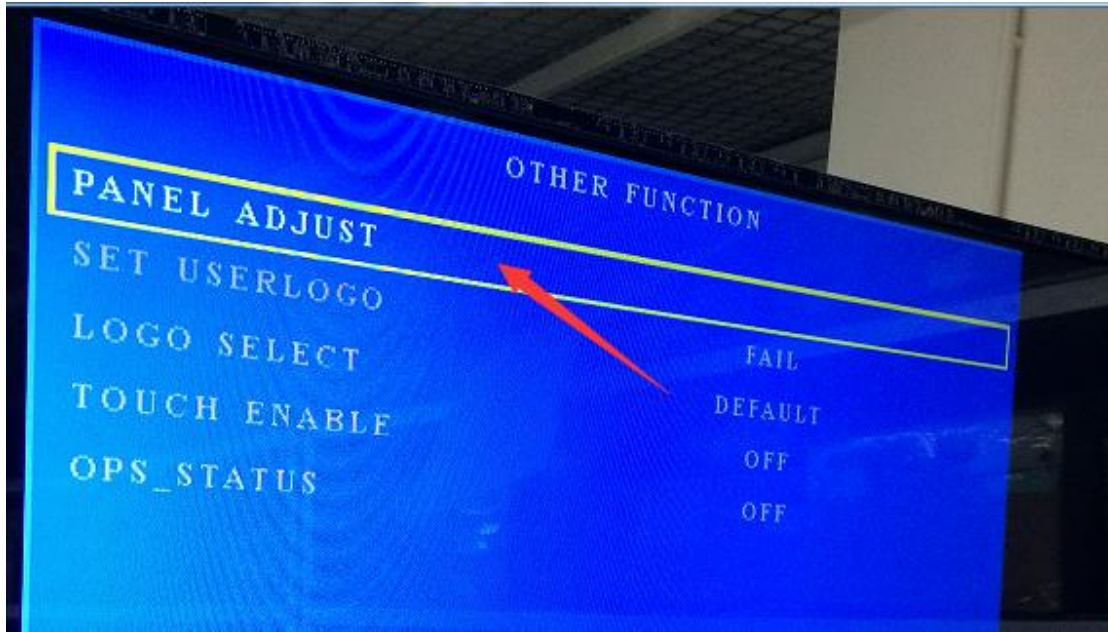 OTHER FUNCTION
PANEL ADJUST
SET USERLOGO FAIL
LOGO SELECT DEFAULT
TOUCH ENABLE OFF
OPS_STATUS OFF